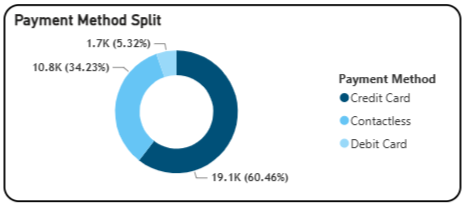 Payment Method Split
1.7K (5.32%)
10.8K (34.23%)
19.1K (60.46%)
Payment Method
Credit Card
Contactless
Debit Card